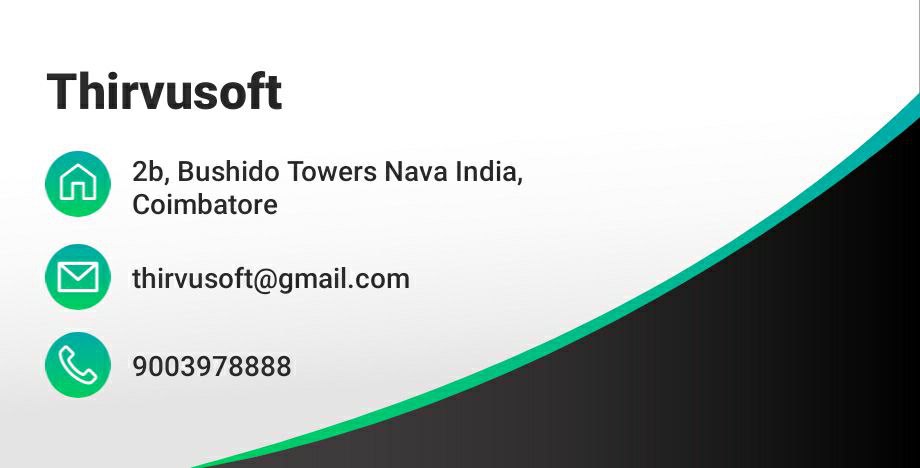 Thirvusoft
2b, Bushido Towers Nava India,
Coimbatore
thirvusoft@gmail.com
9003978888